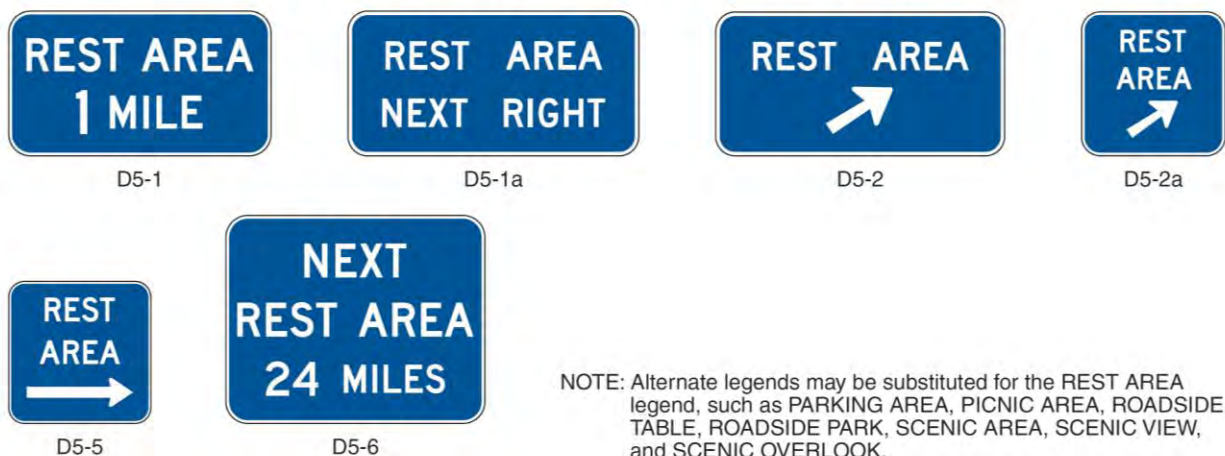 REST AREA
1 MILE
D5-1
REST AREA
NEXT RIGHT
D5-1a
REST AREA
D5-2
REST
AREA
D5-2a
REST
AREA
D5-5
NEXT
REST AREA
24 MILES
D5-6
NOTE: Alternate legends may be substituted for the REST AREA
legend, such as PARKING AREA, PICNIC AREA, ROADSIDE
TABLE, ROADSIDE PARK, SCENIC AREA, SCENIC VIEW,
and SCENIC OVERLOOK.